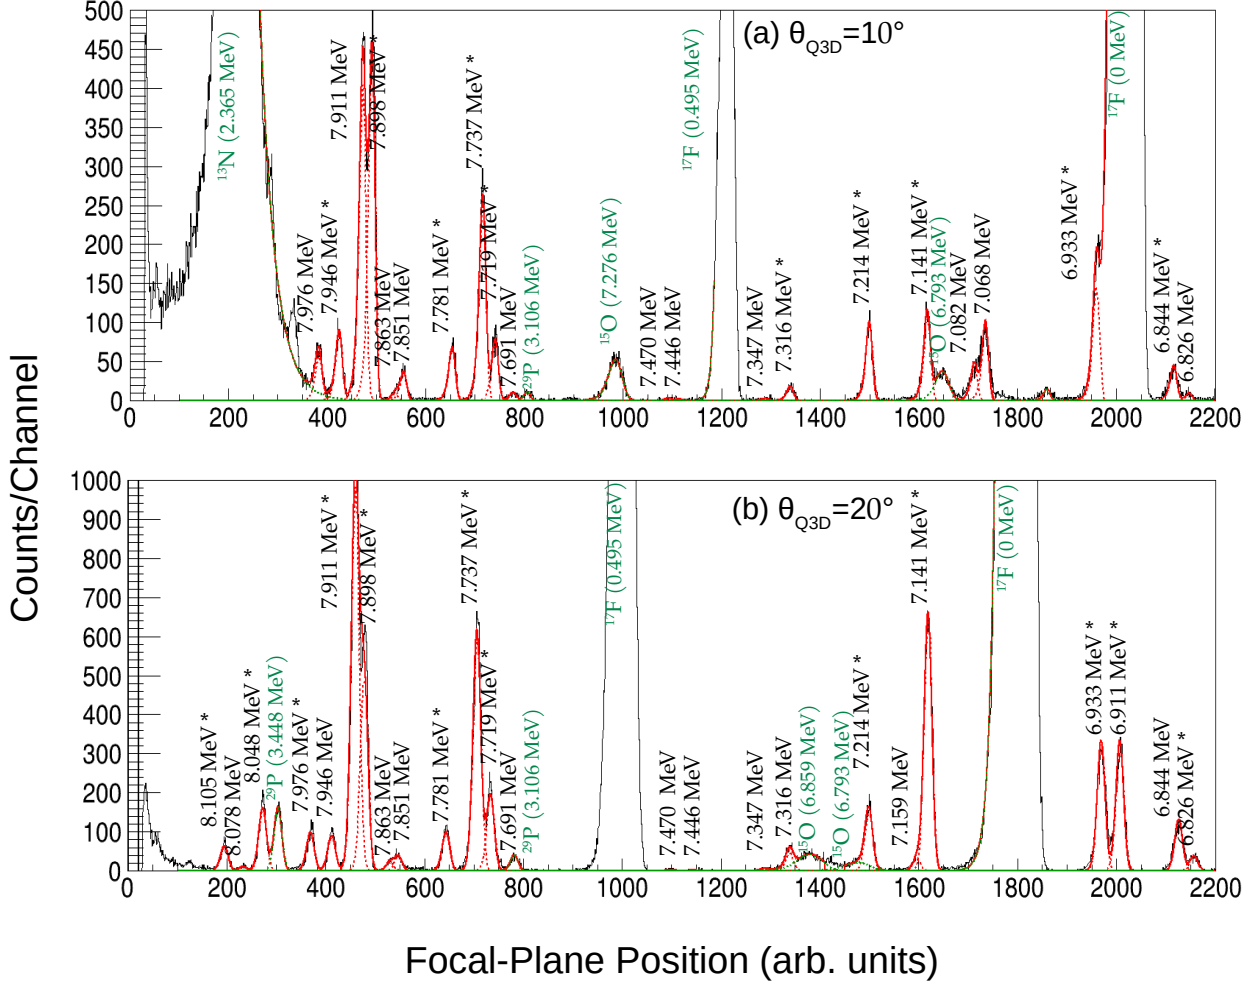 Counts/Channel
500
450
400
350
300
250
200
150
100
50
0
(a) θQ3D=10°
¹³N (2.365 MeV)
7.976 MeV
7.946 MeV *
7.911 MeV
7.898 MeV *
7.863 MeV
7.851 MeV
7.781 MeV *
7.737 MeV *
7.719 MeV *
7.691 MeV
²⁹P (3.106 MeV)
¹⁵O (7.276 MeV)
7.470 MeV
7.446 MeV
¹⁷F (0.495 MeV)
7.347 MeV
7.316 MeV *
7.214 MeV *
7.141 MeV *
¹⁵O (6.793 MeV)
7.082 MeV
7.068 MeV
6.933 MeV *
¹⁷F (0 MeV)
6.844 MeV *
6.826 MeV
0 200 400 600 800 1000 1200 1400 1600 1800 2000 2200
1000
900
800
700
600
500
400
300
200
100
0
(b) θQ3D=20°
8.105 MeV *
8.078 MeV
8.048 MeV *
²⁹P (3.448 MeV)
7.976 MeV *
7.946 MeV
7.911 MeV *
7.898 MeV *
7.863 MeV
7.851 MeV
7.781 MeV *
7.737 MeV *
7.719 MeV *
7.691 MeV
²⁹P (3.106 MeV)
¹⁷F (0.495 MeV)
7.470 MeV
7.446 MeV
7.347 MeV
7.316 MeV
¹⁵O (6.859 MeV)
¹⁵O (6.793 MeV)
7.214 MeV *
7.159 MeV
7.141 MeV *
¹⁷F (0 MeV)
6.933 MeV *
6.911 MeV *
6.844 MeV
6.826 MeV *
0 200 400 600 800 1000 1200 1400 1600 1800 2000 2200
Focal-Plane Position (arb. units)